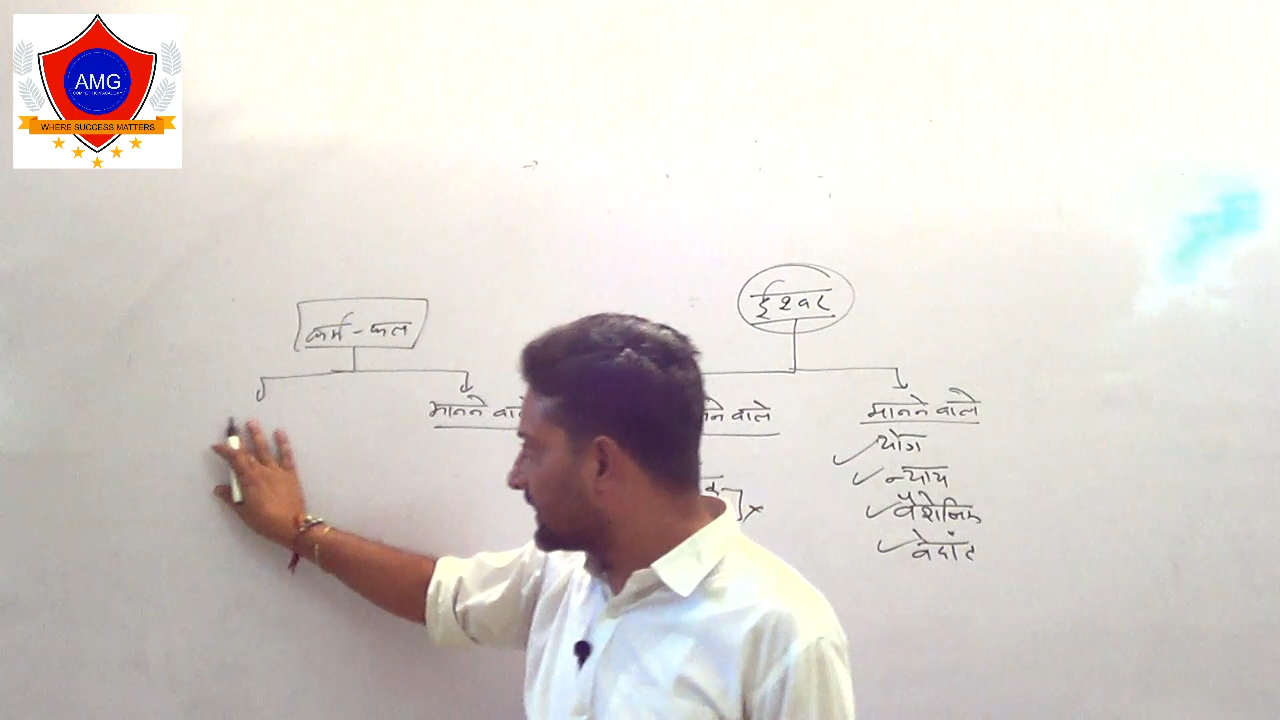 AMG
WHERE SUCCESS MATTERS
कर्म - फल
मानने वाले
ईश्वर
वाले
मानने वाले
योग
न्याय
वैशेषिक
वेदांत